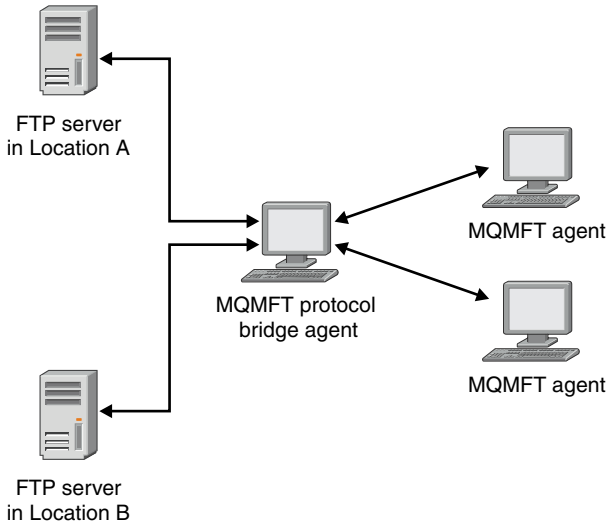 FTP server
in Location A
MQMFT agent
MQMFT protocol
bridge agent
MQMFT agent
FTP server
in Location B